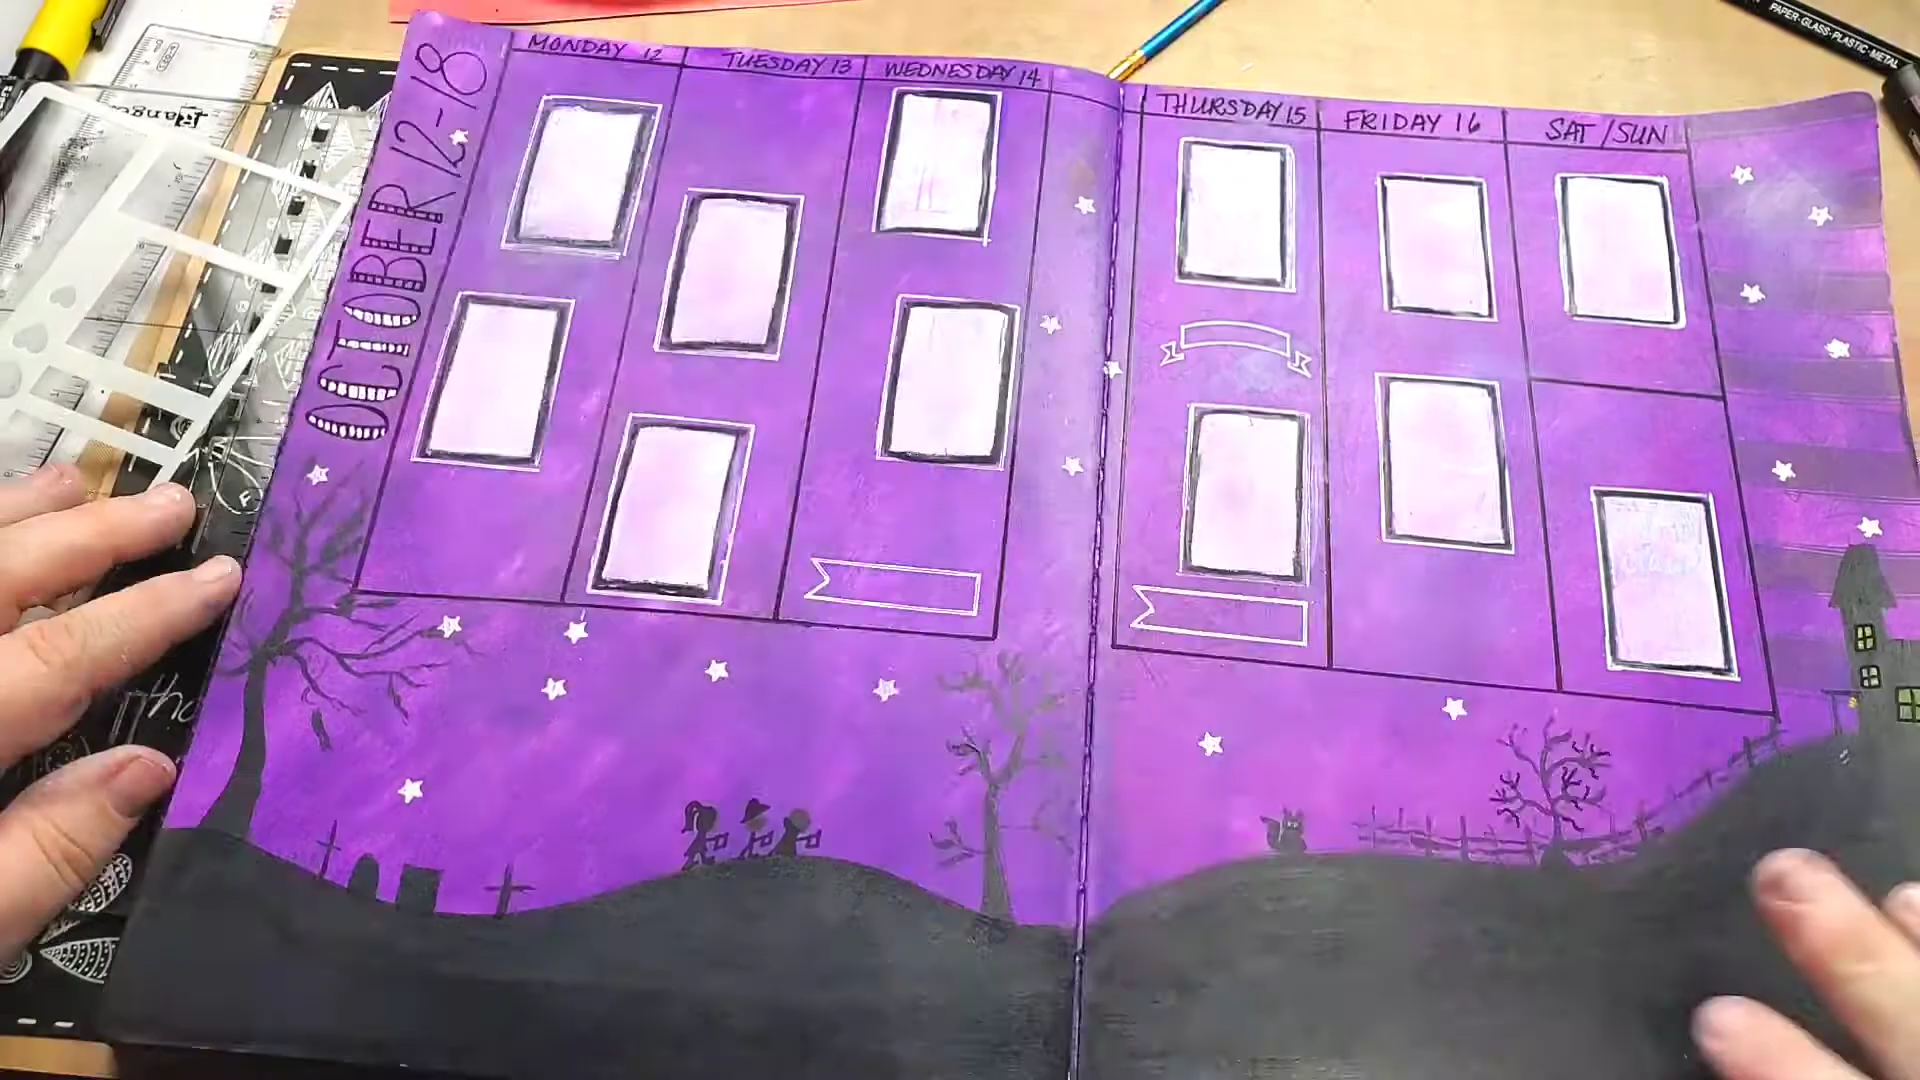 OCTOBER 12-18
MONDAY 12
TUESDAY 13
WEDNESDAY 14
THURSDAY 15
FRIDAY 16
SAT/SUN
PAPER-GLASS-PLASTIC-METAL
Ranger